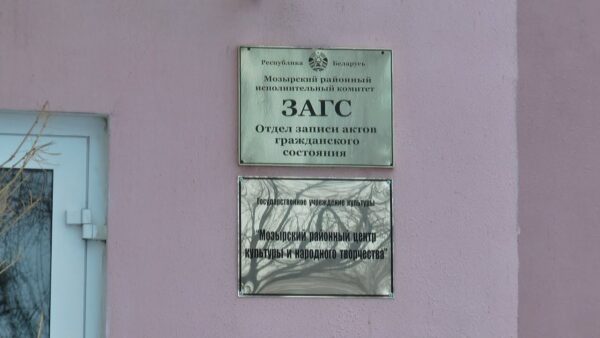 Республика Беларусь
Мозырский районный
исполнительный комитет
ЗАГС
Отдел записи актов
гражданского
состояния
Государственное учреждение культуры
"Мозырский районный центр
культуры и народного творчества"